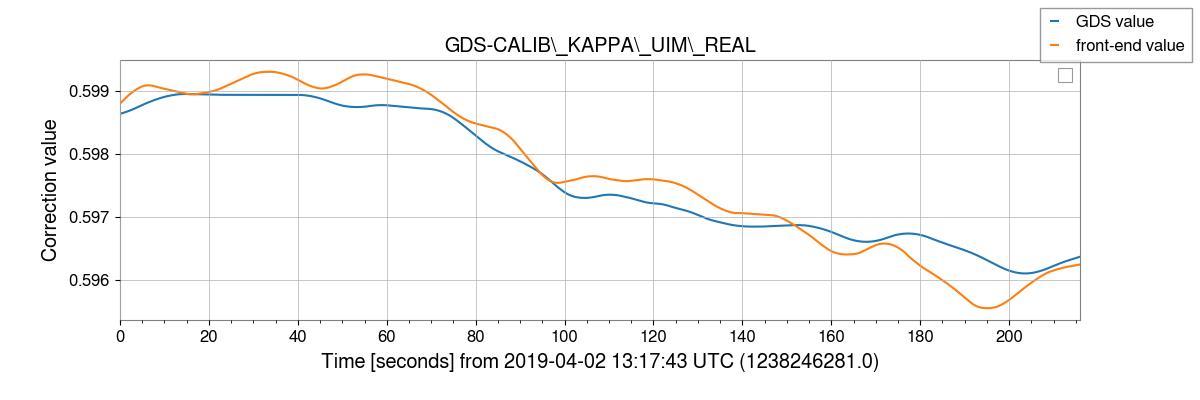 GDS value
front-end value
GDS-CALIB\_KAPPA\_UIM\_REAL
Correction value
0.599
0.598
0.597
0.596
0 20 40 60 80 100 120 140 160 180 200
Time [seconds] from 2019-04-02 13:17:43 UTC (1238246281.0)